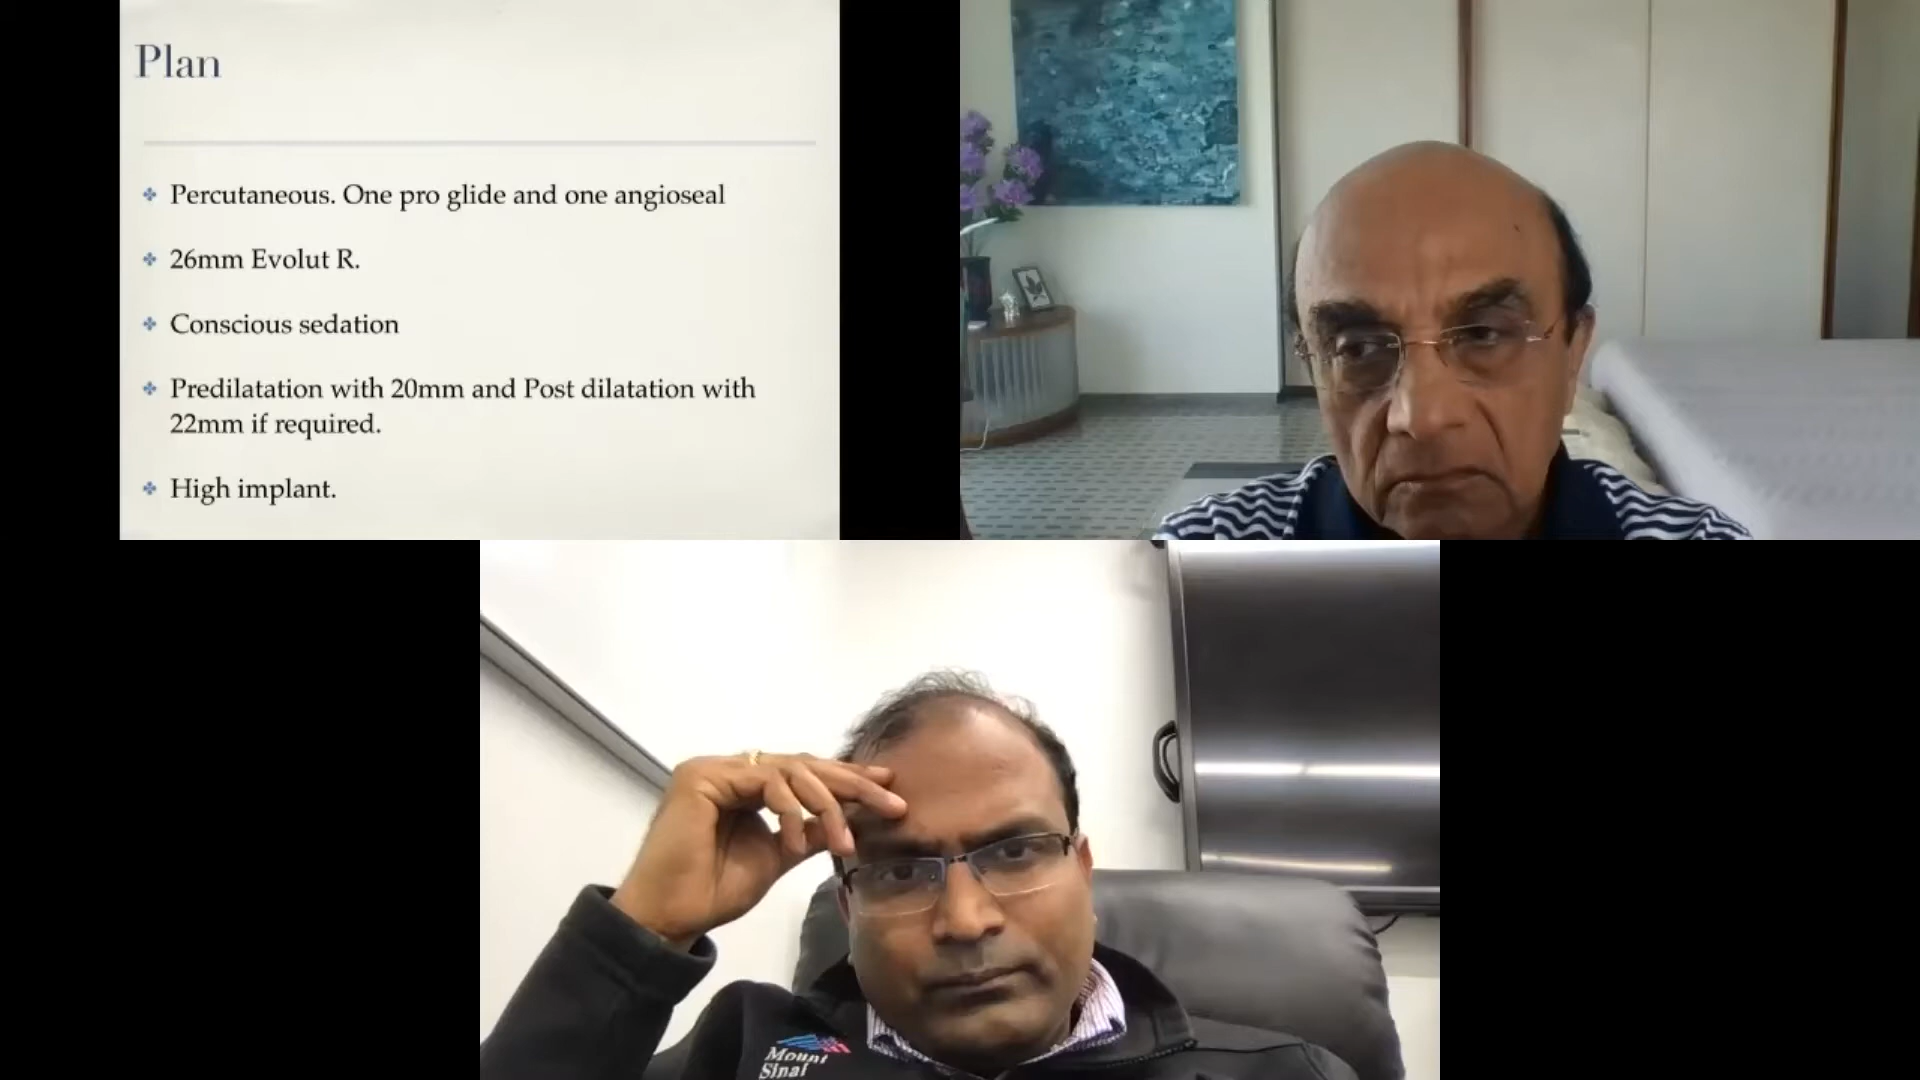 Plan
Percutaneous. One pro glide and one angioseal
26mm Evolut R.
Conscious sedation
Predilatation with 20mm and Post dilatation with
22mm if required.
High implant.
Mount
Sinai